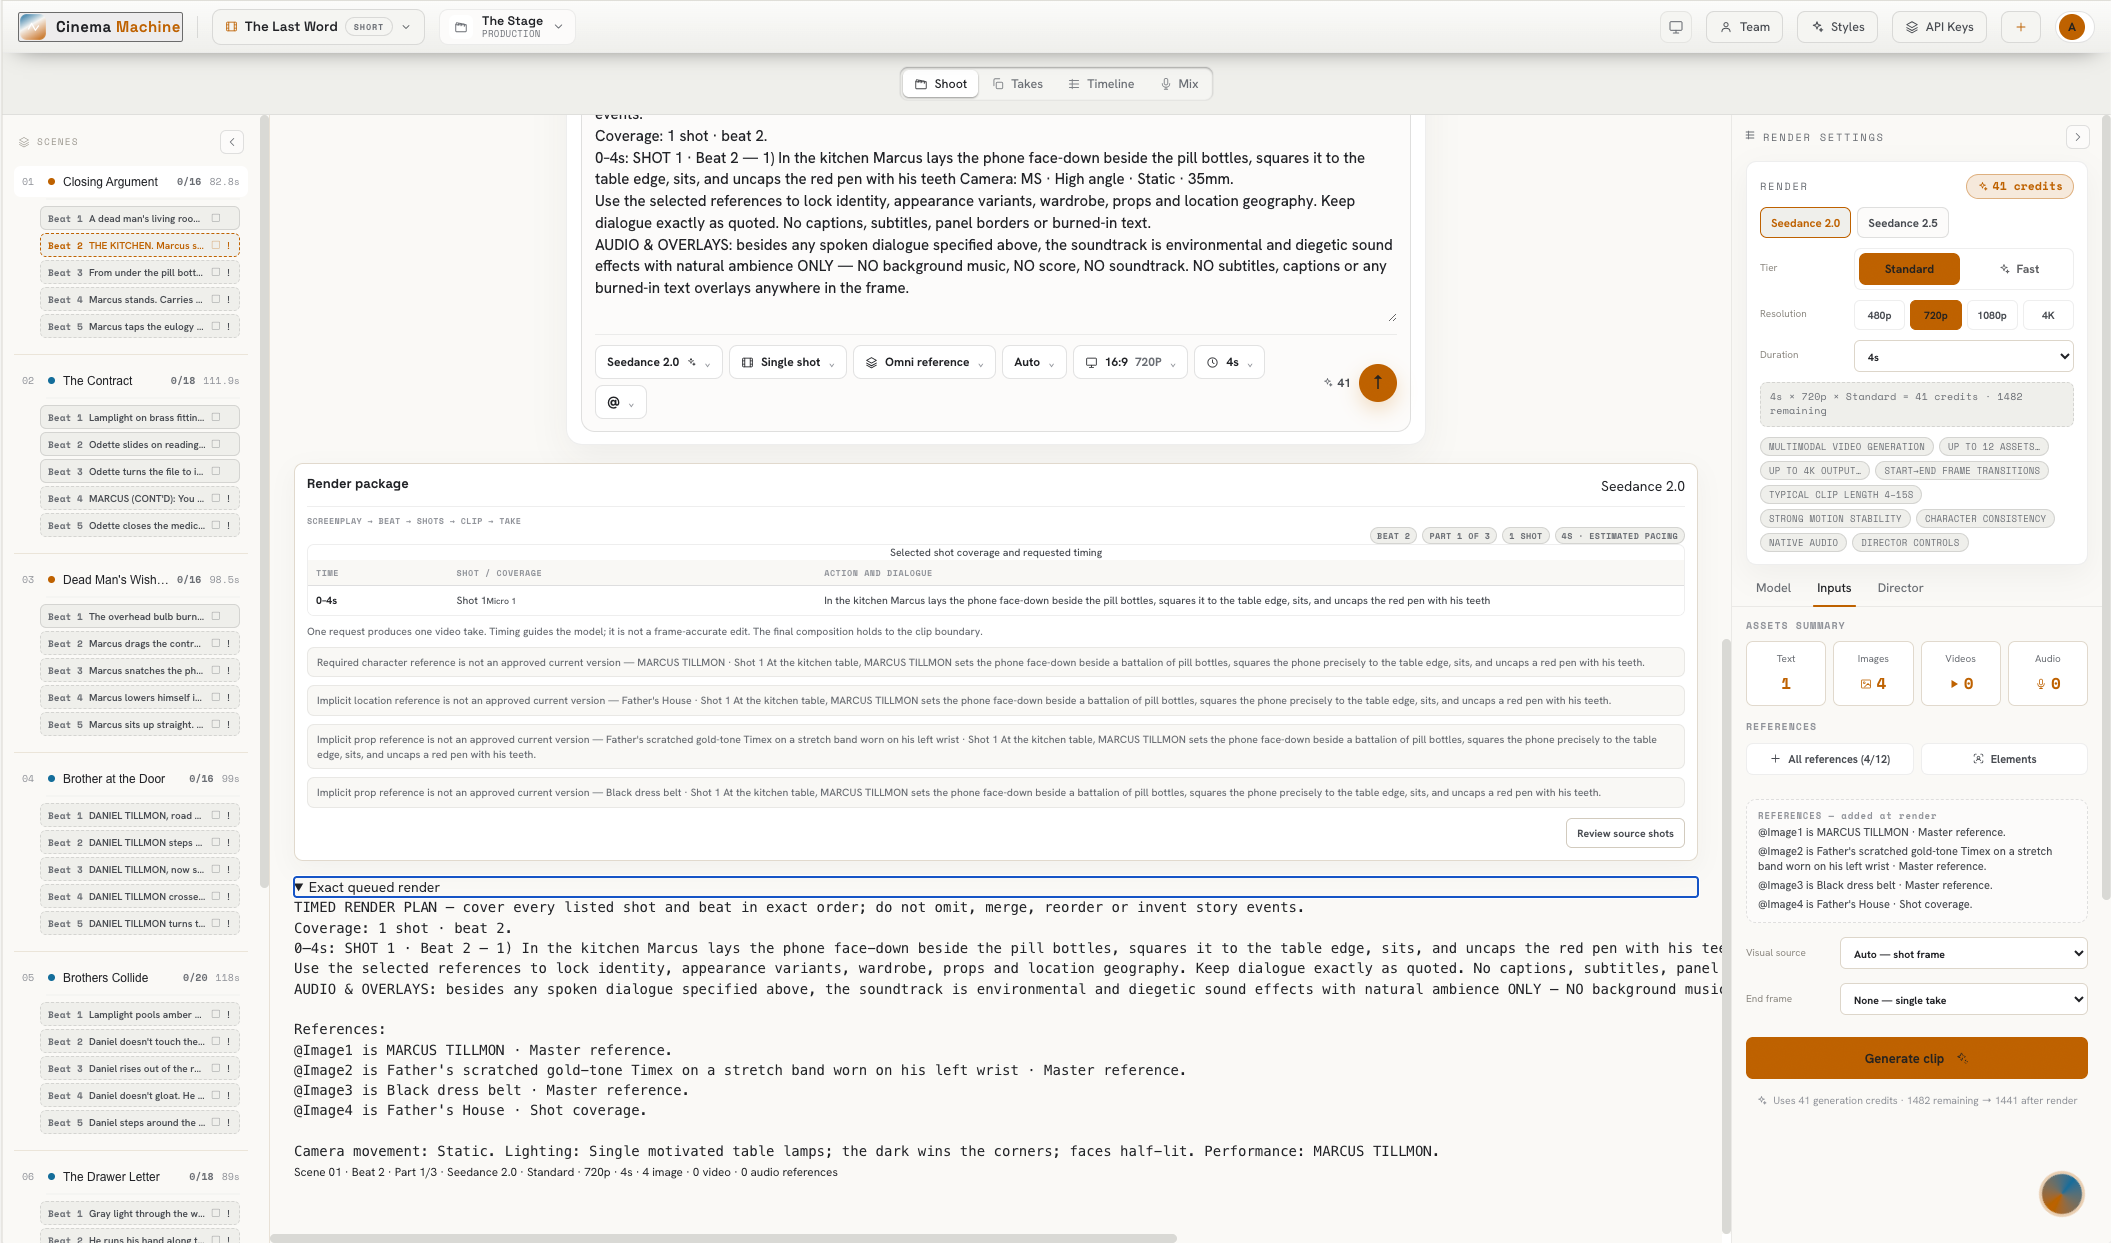 Cinema Machine
The Last Word SHORT
The Stage
PRODUCTION
Team
Styles
API Keys
A
Shoot
Takes
Timeline
Mix
SCENES
01 Closing Argument 0/16 82.8s
Beat 1 A dead man's living roo...
Beat 2 THE KITCHEN. Marcus s... !
Beat 3 From under the pill bott... !
Beat 4 Marcus stands. Carries ... !
Beat 5 Marcus taps the eulogy ... !
02 The Contract 0/18 111.9s
Beat 1 Lamplight on brass fittin...
Beat 2 Odette slides on reading...
Beat 3 Odette turns the file to i...
Beat 4 MARCUS (CONT'D): You ... !
Beat 5 Odette closes the medic... !
03 Dead Man's Wish... 0/16 98.5s
Beat 1 The overhead bulb burn...
Beat 2 Marcus drags the contr... !
Beat 3 Marcus snatches the ph... !
Beat 4 Marcus lowers himself i... !
Beat 5 Marcus sits up straight. ... !
04 Brother at the Door 0/16 99s
Beat 1 DANIEL TILLMON, road ... !
Beat 2 DANIEL TILLMON steps ... !
Beat 3 DANIEL TILLMON, now s... !
Beat 4 DANIEL TILLMON crosse... !
Beat 5 DANIEL TILLMON turns t... !
05 Brothers Collide 0/20 118s
Beat 1 Lamplight pools amber ... !
Beat 2 Daniel doesn't touch the... !
Beat 3 Daniel rises out of the r... !
Beat 4 Daniel doesn't gloat. He ... !
Beat 5 Daniel steps around the ... !
06 The Drawer Letter 0/18 89s
Beat 1 Gray light through the w... !
Beat 2 He runs his hand along t... !
events.
Coverage: 1 shot · beat 2.
0–4s: SHOT 1 · Beat 2 — 1) In the kitchen Marcus lays the phone face-down beside the pill bottles, squares it to the
table edge, sits, and uncaps the red pen with his teeth Camera: MS · High angle · Static · 35mm.
Use the selected references to lock identity, appearance variants, wardrobe, props and location geography. Keep
dialogue exactly as quoted. No captions, subtitles, panel borders or burned-in text.
AUDIO & OVERLAYS: besides any spoken dialogue specified above, the soundtrack is environmental and diegetic sound
effects with natural ambience ONLY — NO background music, NO score, NO soundtrack. NO subtitles, captions or any
burned-in text overlays anywhere in the frame.
Seedance 2.0
Single shot
Omni reference
Auto
16:9 720P
4s
@
41
Render package
Seedance 2.0
SCREENPLAY → BEAT → SHOTS → CLIP → TAKE
BEAT 2
PART 1 OF 3
1 SHOT
4S · ESTIMATED PACING
Selected shot coverage and requested timing
TIME SHOT / COVERAGE ACTION AND DIALOGUE
0–4s Shot 1 Micro 1 In the kitchen Marcus lays the phone face-down beside the pill bottles, squares it to the table edge, sits, and uncaps the red pen with his teeth
One request produces one video take. Timing guides the model; it is not a frame-accurate edit. The final composition holds to the clip boundary.
Required character reference is not an approved current version — MARCUS TILLMON · Shot 1 At the kitchen table, MARCUS TILLMON sets the phone face-down beside a battalion of pill bottles, squares the phone precisely to the table edge, sits, and uncaps a red pen with his teeth.
Implicit location reference is not an approved current version — Father's House · Shot 1 At the kitchen table, MARCUS TILLMON sets the phone face-down beside a battalion of pill bottles, squares the phone precisely to the table edge, sits, and uncaps a red pen with his teeth.
Implicit prop reference is not an approved current version — Father's scratched gold-tone Timex on a stretch band worn on his left wrist · Shot 1 At the kitchen table, MARCUS TILLMON sets the phone face-down beside a battalion of pill bottles, squares the phone precisely to the table
edge, sits, and uncaps a red pen with his teeth.
Implicit prop reference is not an approved current version — Black dress belt · Shot 1 At the kitchen table, MARCUS TILLMON sets the phone face-down beside a battalion of pill bottles, squares the phone precisely to the table edge, sits, and uncaps a red pen with his teeth.
Review source shots
Exact queued render
TIMED RENDER PLAN — cover every listed shot and beat in exact order; do not omit, merge, reorder or invent story events.
Coverage: 1 shot · beat 2.
0–4s: SHOT 1 · Beat 2 — 1) In the kitchen Marcus lays the phone face-down beside the pill bottles, squares it to the table edge, sits, and uncaps the red pen with his tee
Use the selected references to lock identity, appearance variants, wardrobe, props and location geography. Keep dialogue exactly as quoted. No captions, subtitles, panel
AUDIO & OVERLAYS: besides any spoken dialogue specified above, the soundtrack is environmental and diegetic sound effects with natural ambience ONLY — NO background music
References:
@Image1 is MARCUS TILLMON · Master reference.
@Image2 is Father's scratched gold-tone Timex on a stretch band worn on his left wrist · Master reference.
@Image3 is Black dress belt · Master reference.
@Image4 is Father's House · Shot coverage.
Camera movement: Static. Lighting: Single motivated table lamps; the dark wins the corners; faces half-lit. Performance: MARCUS TILLMON.
Scene 01 · Beat 2 · Part 1/3 · Seedance 2.0 · Standard · 720p · 4s · 4 image · 0 video · 0 audio references
RENDER SETTINGS
RENDER
41 credits
Seedance 2.0
Seedance 2.5
Tier
Standard
Fast
Resolution
480p
720p
1080p
4K
Duration
4s
4s × 720p × Standard = 41 credits · 1482
remaining
MULTIMODAL VIDEO GENERATION
UP TO 12 ASSETS…
UP TO 4K OUTPUT…
START→END FRAME TRANSITIONS
TYPICAL CLIP LENGTH 4–15S
STRONG MOTION STABILITY
CHARACTER CONSISTENCY
NATIVE AUDIO
DIRECTOR CONTROLS
Model
Inputs
Director
ASSETS SUMMARY
Text
1
Images
4
Videos
0
Audio
0
REFERENCES
All references (4/12)
Elements
REFERENCES — added at render
@Image1 is MARCUS TILLMON · Master reference.
@Image2 is Father's scratched gold-tone Timex on a stretch
band worn on his left wrist · Master reference.
@Image3 is Black dress belt · Master reference.
@Image4 is Father's House · Shot coverage.
Visual source
Auto — shot frame
End frame
None — single take
Generate clip
Uses 41 generation credits · 1482 remaining → 1441 after render